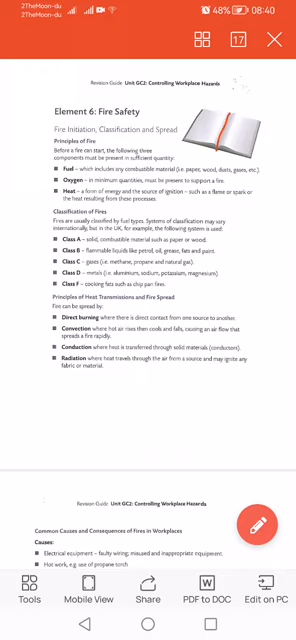 2TheMoon-du
2TheMoon-du
48% 08:40
17
Revision Guide Unit GC2: Controlling Workplace Hazards
Element 6: Fire Safety
Fire Initiation, Classification and Spread
Principles of Fire
Before a fire can start, the following three
components must be present in sufficient quantity:
Fuel – which includes any combustible material (i.e. paper, wood, dusts, gases, etc.).
Oxygen – in minimum quantities, must be present to support a fire.
Heat – a form of energy and the source of ignition – such as a flame or spark or
the heat resulting from these processes.
Classification of Fires
Fires are usually classified by fuel types. Systems of classification may vary
internationally, but in the UK, for example, the following system is used:
Class A – solid, combustible material such as paper or wood.
Class B – flammable liquids like petrol, oil, grease, fats and paint.
Class C – gases (i.e. methane, propane and natural gas).
Class D – metals (i.e. aluminium, sodium, potassium, magnesium).
Class F – cooking fats such as chip pan fires.
Principles of Heat Transmissions and Fire Spread
Fire can be spread by:
Direct burning where there is direct contact from one source to another.
Convection where hot air rises then cools and falls, causing an air flow that
spreads a fire rapidly.
Conduction where heat is transferred through solid materials (conductors).
Radiation where heat travels through the air from a source and may ignite any
fabric or material.
Revision Guide Unit GC2: Controlling Workplace Hazards
Common Causes and Consequences of Fires in Workplaces
Causes:
Electrical equipment – faulty wiring; misused and inappropriate equipment.
Hot work, e.g. use of propane torch
W
Tools Mobile View Share PDF to DOC Edit on PC